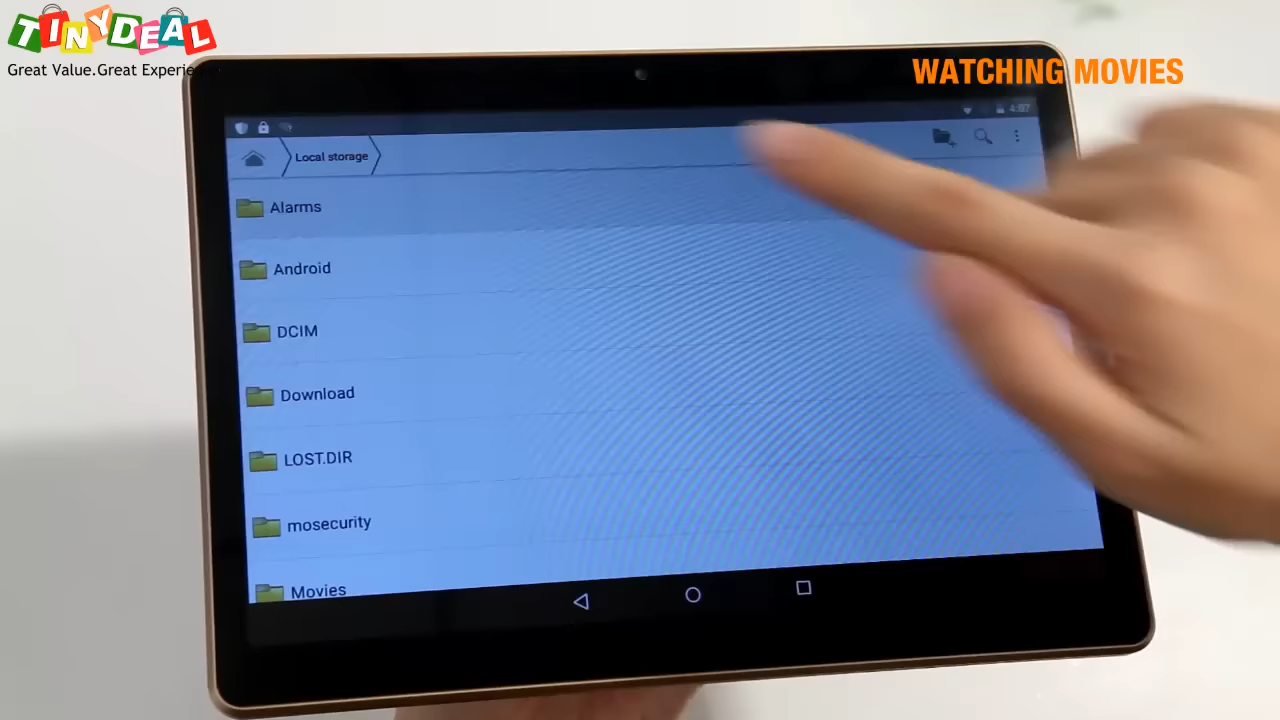 TINYDEAL
Great Value.Great Experie
WATCHING MOVIES
Local storage
Alarms
Android
DCIM
Download
LOST.DIR
mosecurity
Movies